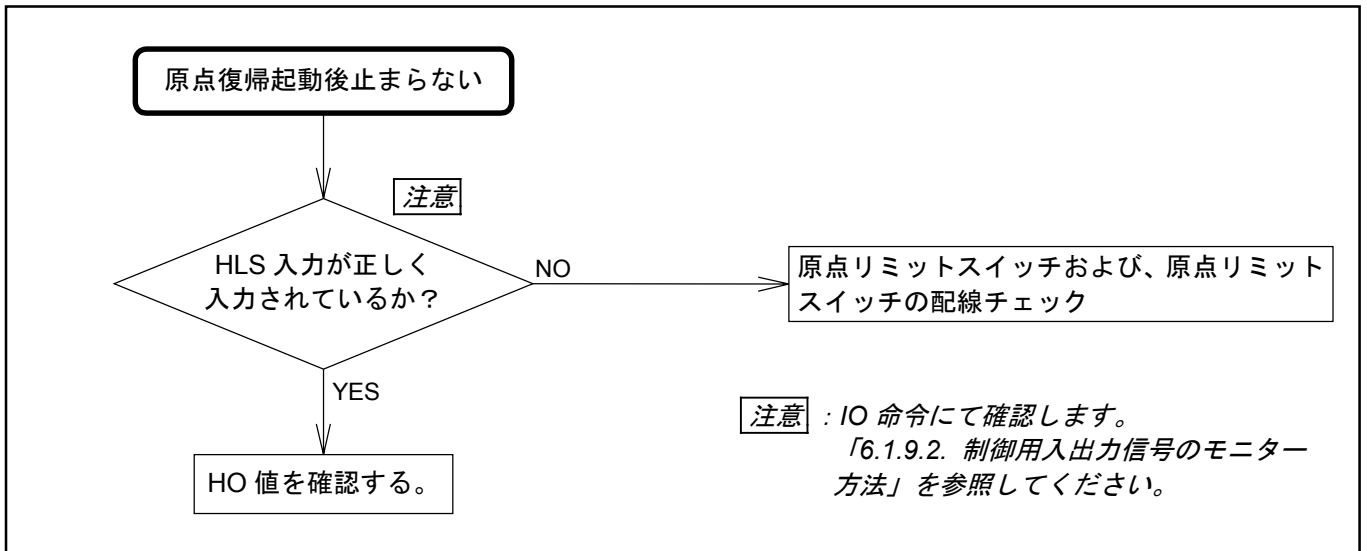 原点復帰起動後止まらない
注意
HLS 入力が正しく
入力されているか？
NO
原点リミットスイッチおよび、原点リミット
スイッチの配線チェック
YES
HO 値を確認する。
注意 : IO 命令にて確認します。
「6.1.9.2. 制御用入出力信号のモニター
方法」を参照してください。